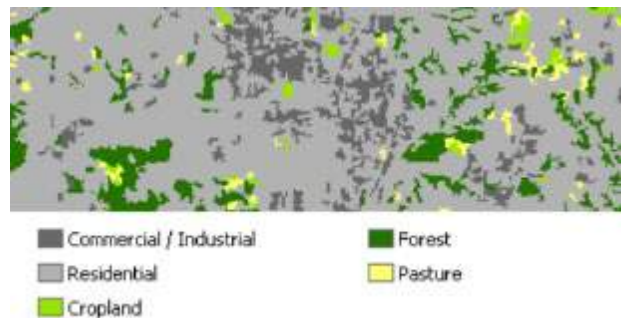 Commercial / Industrial
Residential
Cropland
Forest
Pasture